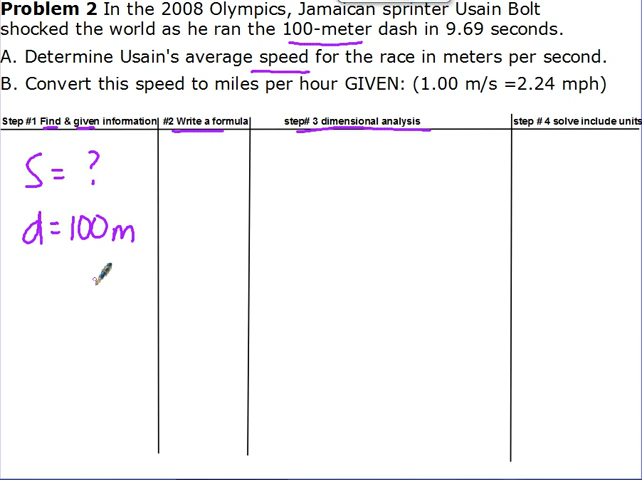 Problem 2 In the 2008 Olympics, Jamaican sprinter Usain Bolt
shocked the world as he ran the 100-meter dash in 9.69 seconds.
A. Determine Usain's average speed for the race in meters per second.
B. Convert this speed to miles per hour GIVEN: (1.00 m/s =2.24 mph)
Step #1 Find & given information #2 Write a formula step# 3 dimensional analysis step # 4 solve include units
S = ?
d = 100 m